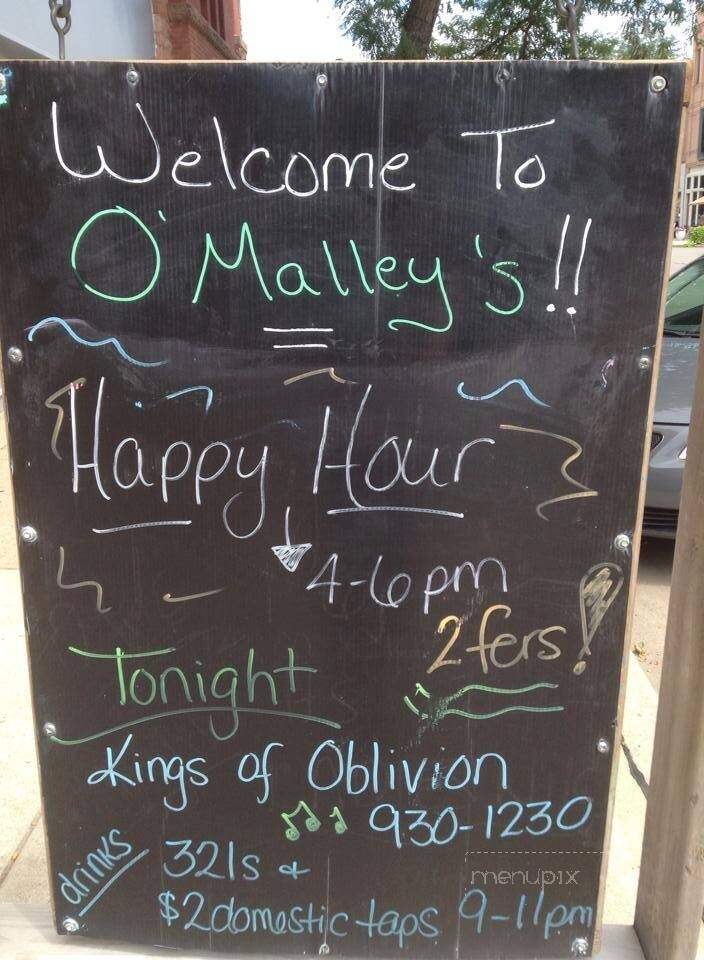 Welcome To
O'Malley's!!
Happy Hour
4-6pm
2fers!
Tonight
Kings of Oblivion
930-1230
drinks 321s &
$2 domestic taps 9-11pm
menupix